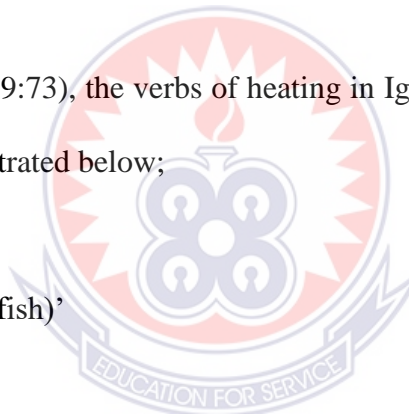 9:73), the verbs of heating in Ig
trated below;
fish)’
EDUCATION FOR SERVICE